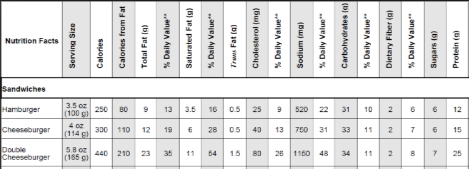 Nutrition Facts Serving Size Calories Calories from Fat Total Fat (g) % Daily Value** Saturated Fat (g) % Daily Value** Trans Fat (g) Cholesterol (mg) % Daily Value** Sodium (mg) % Daily Value** Carbohydrates (g) % Daily Value** Dietary Fiber (g) % Daily Value** Sugars (g) Protein (g)
Sandwiches
Hamburger 3.5 oz (100 g) 250 80 9 13 3.5 16 0.5 25 9 520 22 31 10 2 6 6 12
Cheeseburger 4 oz (114 g) 300 110 12 19 6 28 0.5 40 13 750 31 33 11 2 7 6 15
Double Cheeseburger 5.8 oz (165 g) 440 210 23 35 11 54 1.5 80 26 1150 48 34 11 2 8 7 25